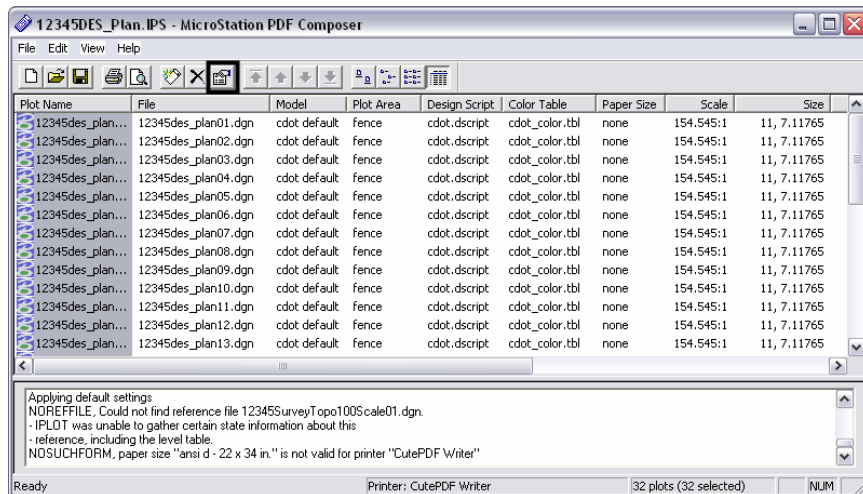 12345DES_Plan.IPS - MicroStation PDF Composer
File Edit View Help
Plot Name File Model Plot Area Design Script Color Table Paper Size Scale Size
12345des_plan... 12345des_plan01.dgn cdot default fence cdot.dscript cdot_color.tbl none 154.545:1 11, 7.11765
12345des_plan... 12345des_plan02.dgn cdot default fence cdot.dscript cdot_color.tbl none 154.545:1 11, 7.11765
12345des_plan... 12345des_plan03.dgn cdot default fence cdot.dscript cdot_color.tbl none 154.545:1 11, 7.11765
12345des_plan... 12345des_plan04.dgn cdot default fence cdot.dscript cdot_color.tbl none 154.545:1 11, 7.11765
12345des_plan... 12345des_plan05.dgn cdot default fence cdot.dscript cdot_color.tbl none 154.545:1 11, 7.11765
12345des_plan... 12345des_plan06.dgn cdot default fence cdot.dscript cdot_color.tbl none 154.545:1 11, 7.11765
12345des_plan... 12345des_plan07.dgn cdot default fence cdot.dscript cdot_color.tbl none 154.545:1 11, 7.11765
12345des_plan... 12345des_plan08.dgn cdot default fence cdot.dscript cdot_color.tbl none 154.545:1 11, 7.11765
12345des_plan... 12345des_plan09.dgn cdot default fence cdot.dscript cdot_color.tbl none 154.545:1 11, 7.11765
12345des_plan... 12345des_plan10.dgn cdot default fence cdot.dscript cdot_color.tbl none 154.545:1 11, 7.11765
12345des_plan... 12345des_plan11.dgn cdot default fence cdot.dscript cdot_color.tbl none 154.545:1 11, 7.11765
12345des_plan... 12345des_plan12.dgn cdot default fence cdot.dscript cdot_color.tbl none 154.545:1 11, 7.11765
12345des_plan... 12345des_plan13.dgn cdot default fence cdot.dscript cdot_color.tbl none 154.545:1 11, 7.11765
Applying default settings
NOREFFILE, Could not find reference file 12345SurveyTopo100Scale01.dgn.
- IPLOT was unable to gather certain state information about this
- reference, including the level table.
NOSUCHFORM, paper size "ansi d - 22 x 34 in." is not valid for printer "CutePDF Writer"
Ready Printer: CutePDF Writer 32 plots (32 selected) NUM